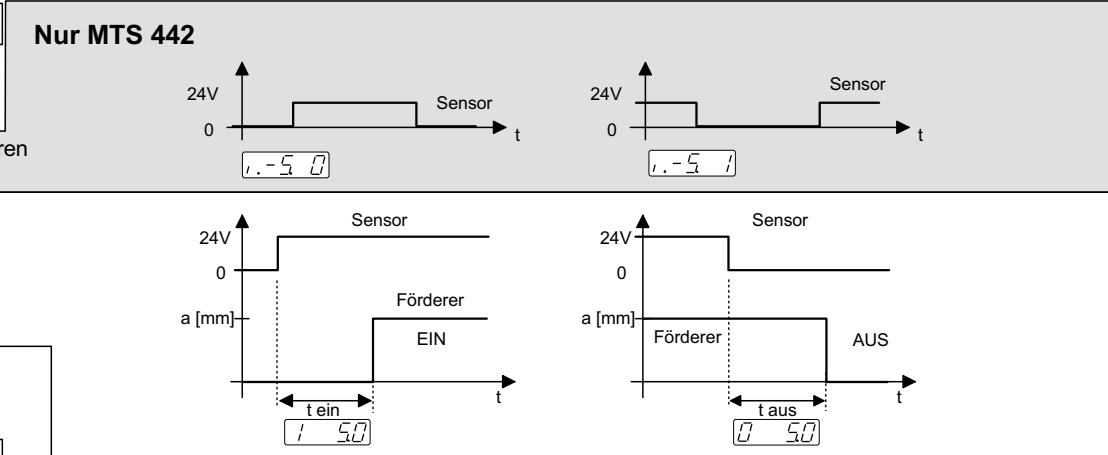 Nur MTS 442
24V
Sensor
0
t
i.-S. 0
24V
Sensor
0
t
i.-S. 1
ren
Sensor
24V
0
Förderer
a [mm]
EIN
t
t ein
1 5.0
Sensor
24V
0
a [mm]
Förderer
AUS
t
t aus
0 5.0